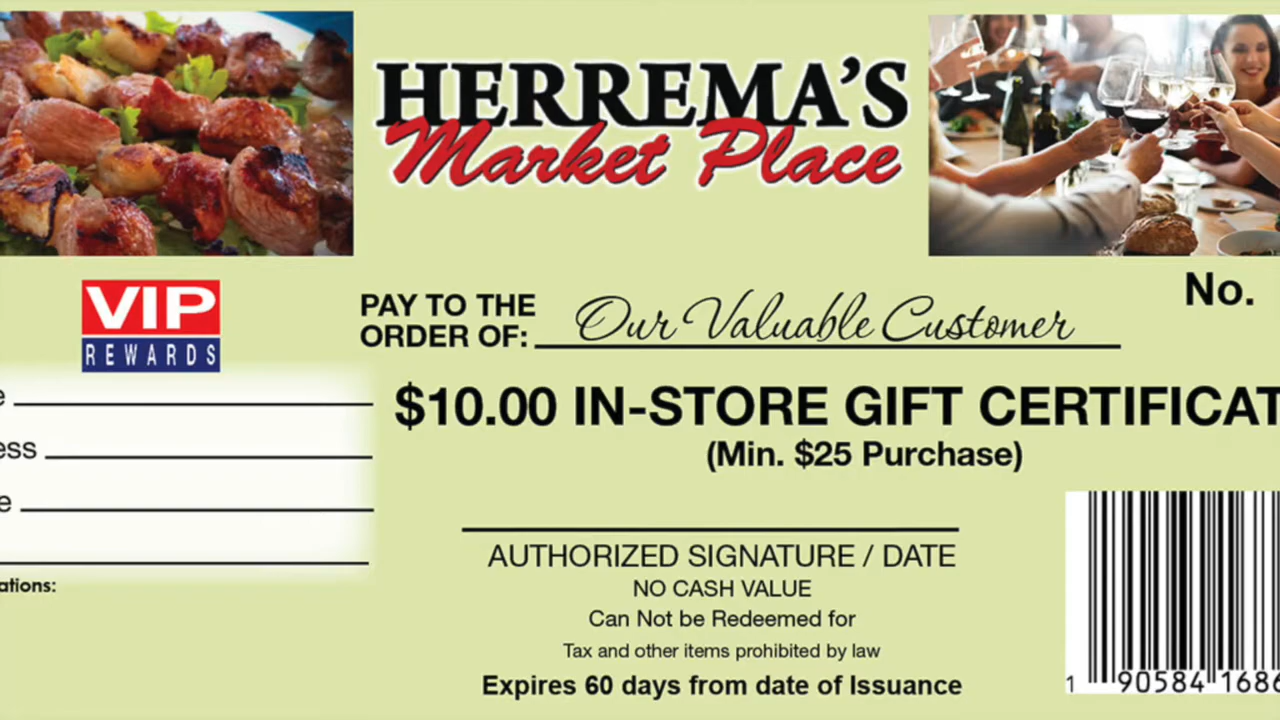 HERREMA'S
Market Place
No.
VIP
REWARDS
PAY TO THE
ORDER OF: Our Valuable Customer
$10.00 IN-STORE GIFT CERTIFICAT
(Min. $25 Purchase)
e
ess
e
ations:
AUTHORIZED SIGNATURE / DATE
NO CASH VALUE
Can Not be Redeemed for
Tax and other items prohibited by law
Expires 60 days from date of Issuance
1 90584 1686